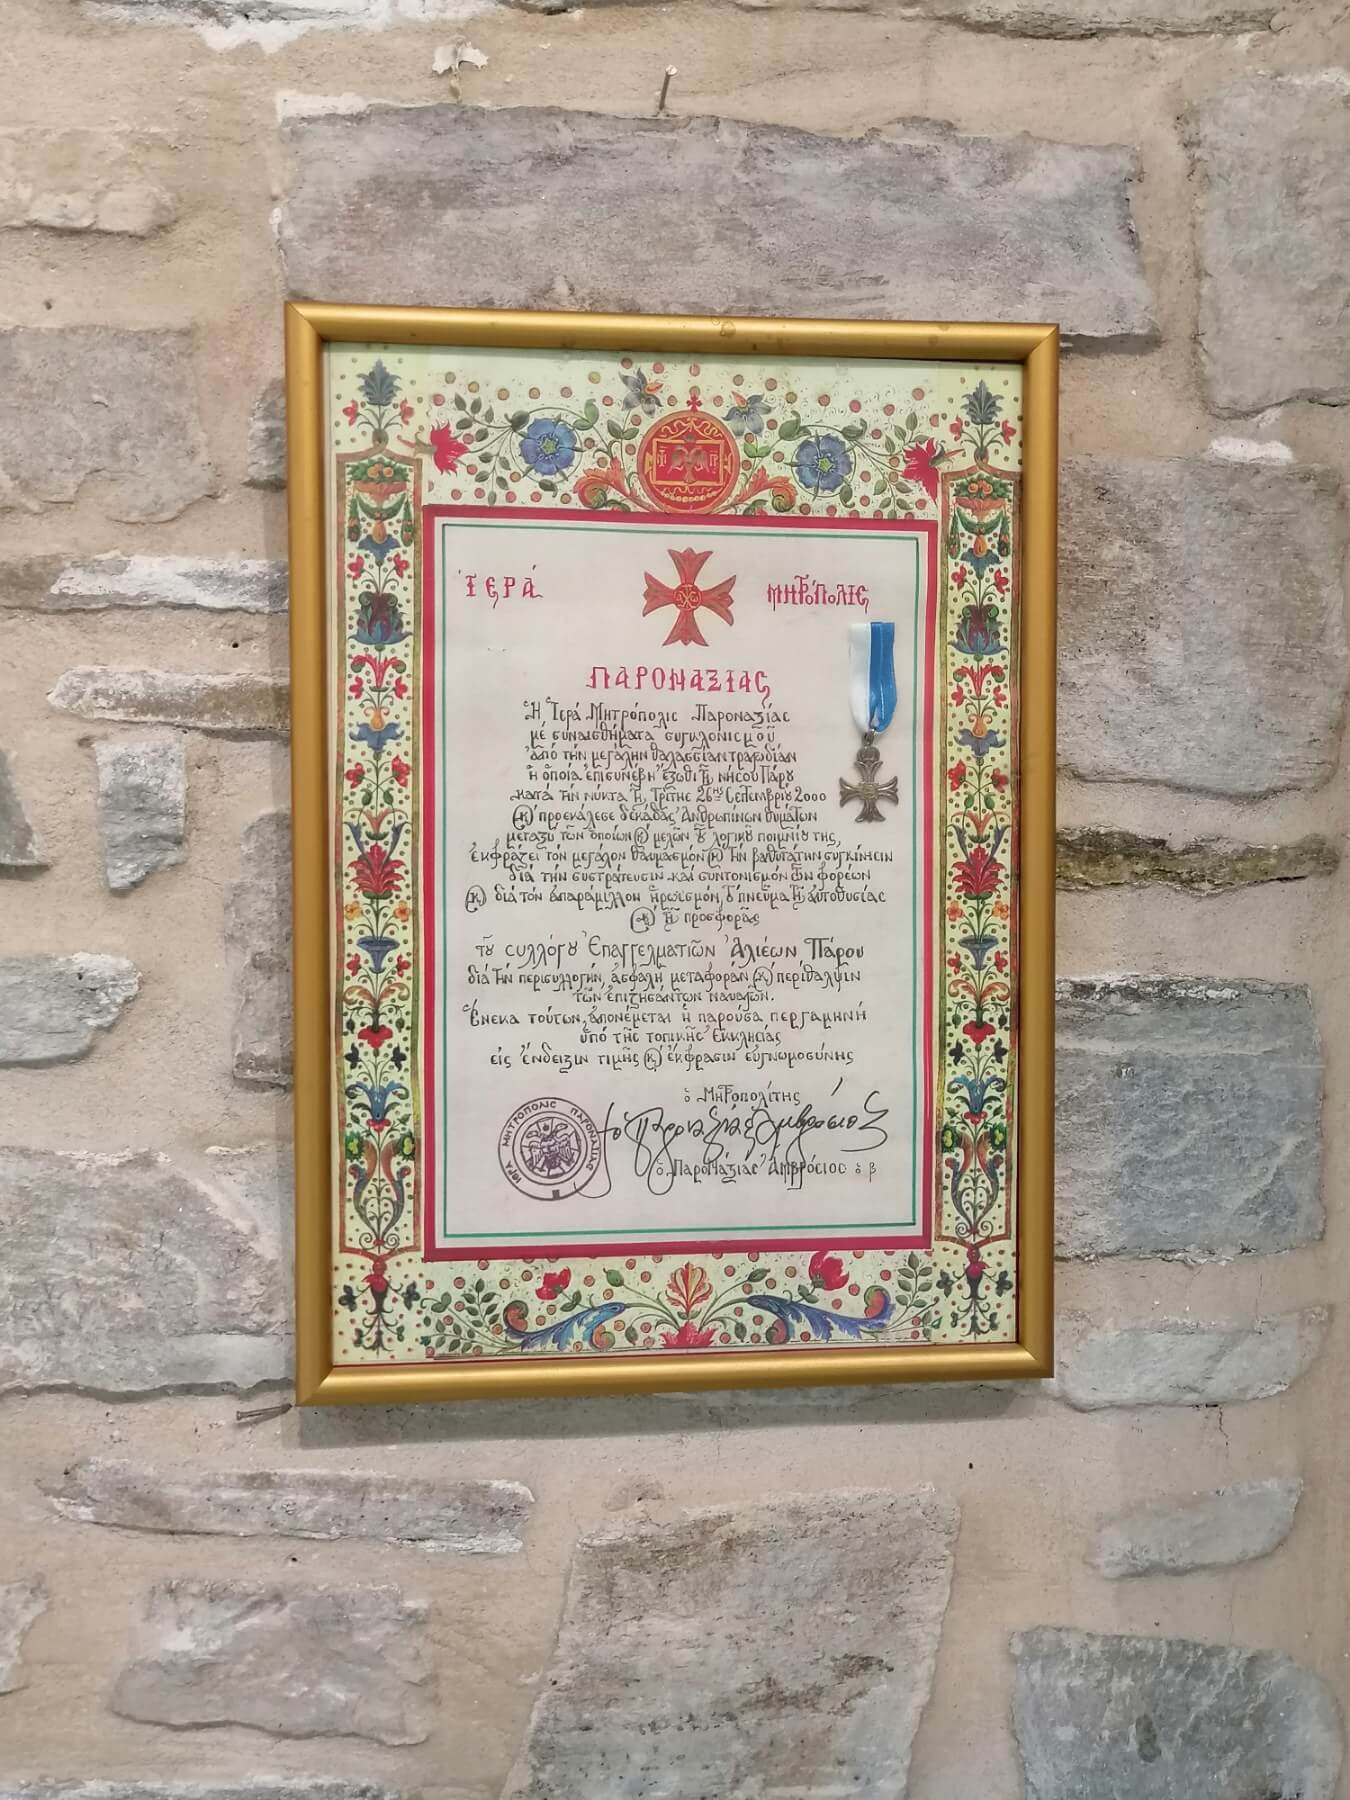 ἹΕΡΆ ΜΗΤΡΌΠΟΛΙΣ
ΠΑΡΟΝΑΞΙΑΣ
Ἡ Ἱερά Μητρόπολις Παροναξίας
μέ συναισθήματα συγκλονισμοῦ
ἀπό τήν μεγάλην θαλασσίαν τραγωδίαν
ἡ ὁποία ἐπισυνέβη ἔξωθι τῆς νήσου Πάρου
κατά τήν νύκτα τῆς Τρίτης 26ης Σεπτεμβρίου 2000
καί προεκάλεσε δεκάδας Ἀνθρωπίνων θυμάτων
μεταξύ τῶν ὁποίων καί μελῶν τοῦ λογικοῦ ποιμνίου της,
ἐκφράζει τόν μεγάλον θαυμασμόν καί τήν βαθυτάτην συγκίνησιν
διά τήν συστράτευσιν καί συντονισμόν τῶν φορέων
καί διά τόν ἀπαράμιλλον ἡρωϊσμόν, τό πνεῦμα τῆς αὐτοθυσίας
καί τῆς προσφορᾶς
τοῦ Συλλόγου Ἐπαγγελματιῶν Ἁλιέων Πάρου
διά τήν περισυλλογήν, ἀσφαλῆ μεταφοράν καί περίθαλψιν
τῶν ἐπιζησάντων ναυαγῶν.
Ἕνεκα τούτων, ἀπονέμεται ἡ παροῦσα περγαμηνή
ὑπό τῆς τοπικῆς Ἐκκλησίας
εἰς ἔνδειξιν τιμῆς καί ἔκφρασιν εὐγνωμοσύνης
ὁ Μητροπολίτης
† ὁ Παροναξίας Ἀμβρόσιος
ὁ Παροναξίας Ἀμβρόσιος ὁ β
ΙΕΡΑ ΜΗΤΡΟΠΟΛΙΣ ΠΑΡΟΝΑΞΙΑΣ